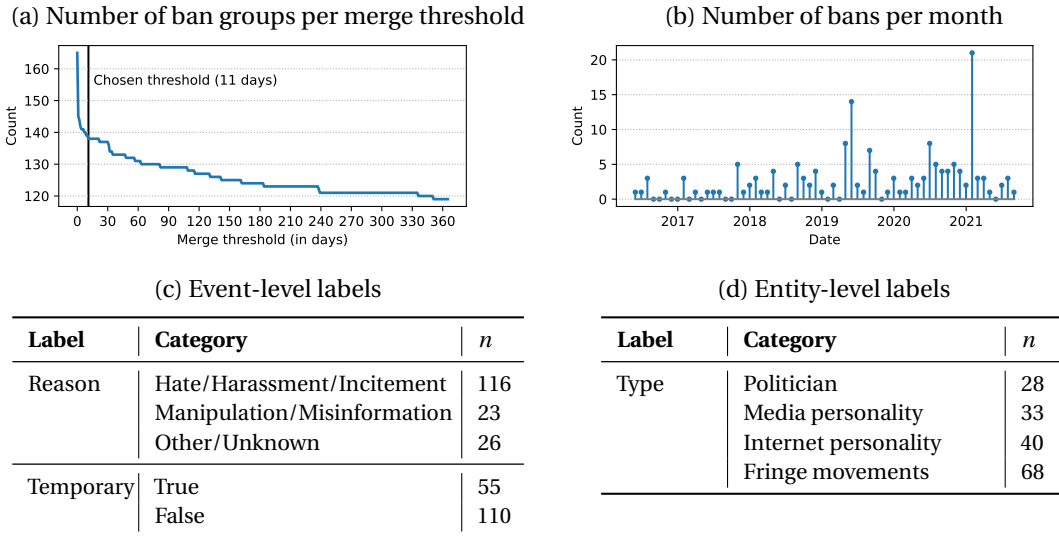 (a) Number of ban groups per merge threshold
160
150
140
130
120
Count
Chosen threshold (11 days)
0 30 60 90 120 150 180 210 240 270 300 330 360
Merge threshold (in days)
(b) Number of bans per month
20
15
10
5
0
Count
2017 2018 2019 2020 2021
Date
(c) Event-level labels
Label Category n
Reason Hate/Harassment/Incitement 116
Manipulation/Misinformation 23
Other/Unknown 26
Temporary True 55
False 110
(d) Entity-level labels
Label Category n
Type Politician 28
Media personality 33
Internet personality 40
Fringe movements 68